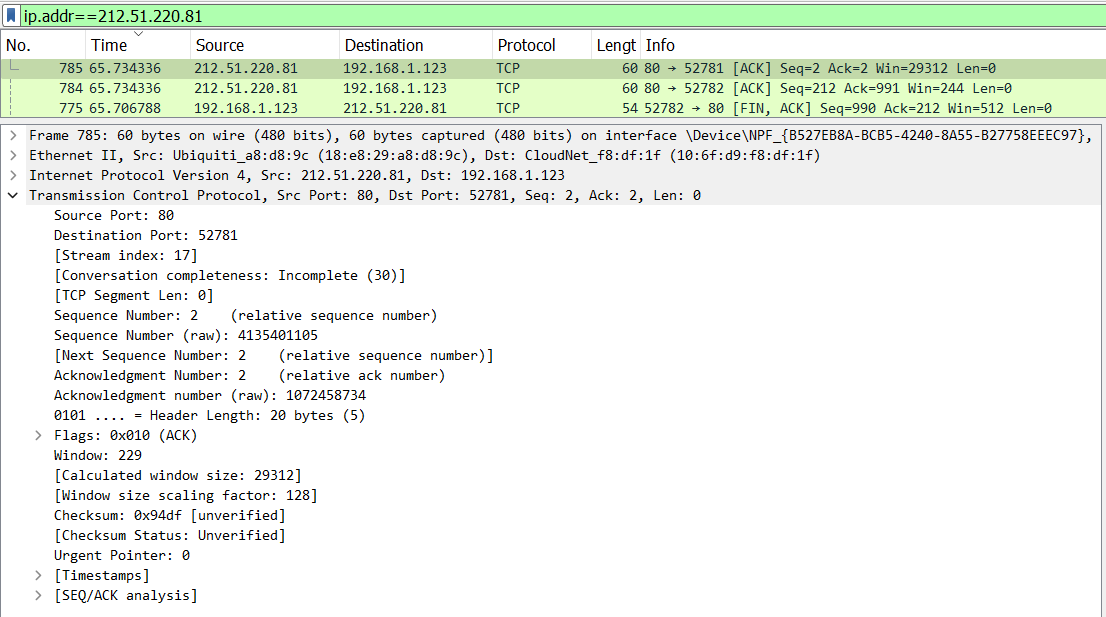 ip.addr==212.51.220.81
No. Time Source Destination Protocol Lengt Info
785 65.734336 212.51.220.81 192.168.1.123 TCP 60 80 → 52781 [ACK] Seq=2 Ack=2 Win=29312 Len=0
784 65.734336 212.51.220.81 192.168.1.123 TCP 60 80 → 52782 [ACK] Seq=212 Ack=991 Win=244 Len=0
775 65.706788 192.168.1.123 212.51.220.81 TCP 54 52782 → 80 [FIN, ACK] Seq=990 Ack=212 Win=512 Len=0
Frame 785: 60 bytes on wire (480 bits), 60 bytes captured (480 bits) on interface \Device\NPF_{B527EB8A-BCB5-4240-8A55-B27758EEEC97},
Ethernet II, Src: Ubiquiti_a8:d8:9c (18:e8:29:a8:d8:9c), Dst: CloudNet_f8:df:1f (10:6f:d9:f8:df:1f)
Internet Protocol Version 4, Src: 212.51.220.81, Dst: 192.168.1.123
Transmission Control Protocol, Src Port: 80, Dst Port: 52781, Seq: 2, Ack: 2, Len: 0
Source Port: 80
Destination Port: 52781
[Stream index: 17]
[Conversation completeness: Incomplete (30)]
[TCP Segment Len: 0]
Sequence Number: 2 (relative sequence number)
Sequence Number (raw): 4135401105
[Next Sequence Number: 2 (relative sequence number)]
Acknowledgment Number: 2 (relative ack number)
Acknowledgment number (raw): 1072458734
0101 .... = Header Length: 20 bytes (5)
Flags: 0x010 (ACK)
Window: 229
[Calculated window size: 29312]
[Window size scaling factor: 128]
Checksum: 0x94df [unverified]
[Checksum Status: Unverified]
Urgent Pointer: 0
[Timestamps]
[SEQ/ACK analysis]